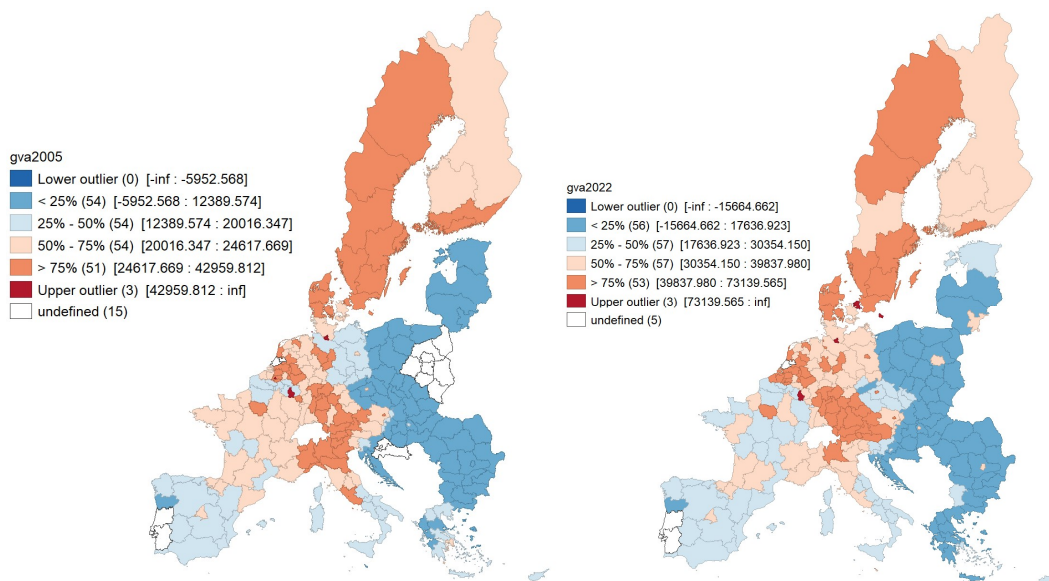 gva2005
Lower outlier (0) [-inf : -5952.568]
< 25% (54) [-5952.568 : 12389.574]
25% - 50% (54) [12389.574 : 20016.347]
50% - 75% (54) [20016.347 : 24617.669]
> 75% (51) [24617.669 : 42959.812]
Upper outlier (3) [42959.812 : inf]
undefined (15)
gva2022
Lower outlier (0) [-inf : -15664.662]
< 25% (56) [-15664.662 : 17636.923]
25% - 50% (57) [17636.923 : 30354.150]
50% - 75% (57) [30354.150 : 39837.980]
> 75% (53) [39837.980 : 73139.565]
Upper outlier (3) [73139.565 : inf]
undefined (5)